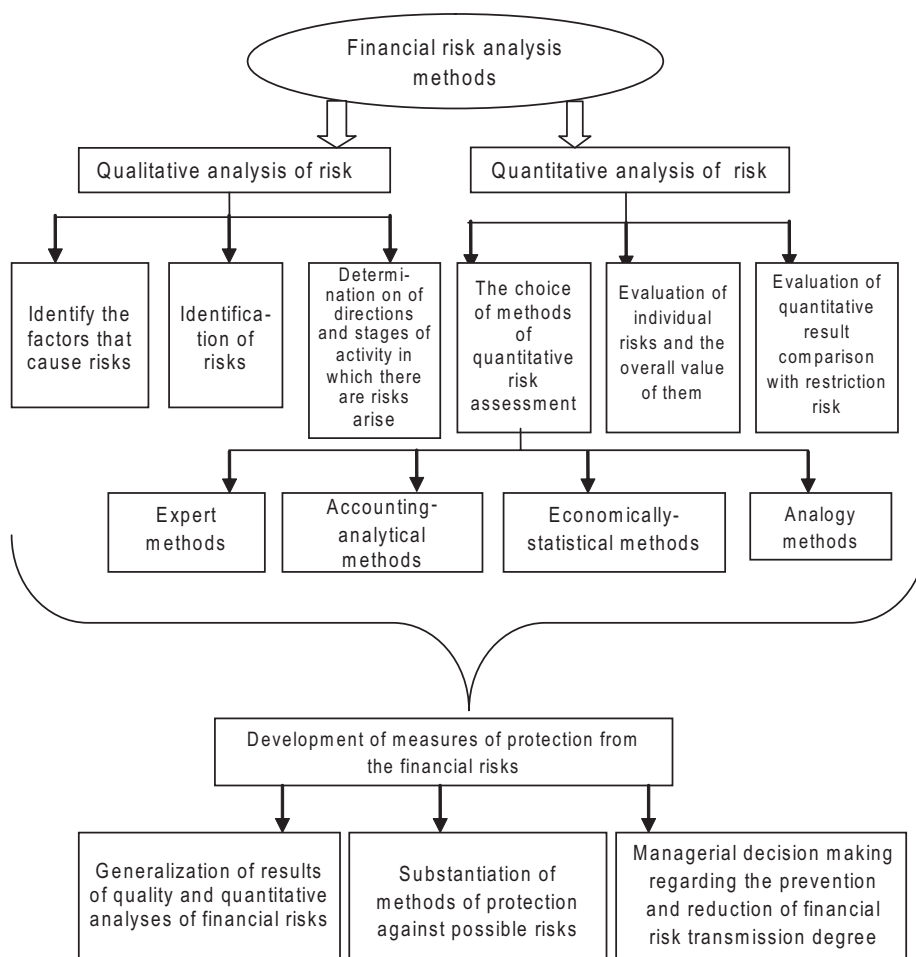 Financial risk analysis
methods
Qualitative analysis of risk
Quantitative analysis of risk
Identify the
factors that
cause risks
Identifica-
tion of risks
Determi-
nation on of
directions
and stages of
activity in
which there
are risks
arise
The choice
of methods
of
quantitative
risk
assessment
Evaluation of
individual
risks and the
overall value
of them
Evaluation of
quantitative
result
comparison
with restriction
risk
Expert
methods
Accounting-
analytical
methods
Economically-
statistical methods
Analogy
methods
Development of measures of protection from
the financial risks
Generalization of results
of quality and quantitative
analyses of financial risks
Substantiation of
methods of protection
against possible risks
Managerial decision making
regarding the prevention
and reduction of financial
risk transmission degree